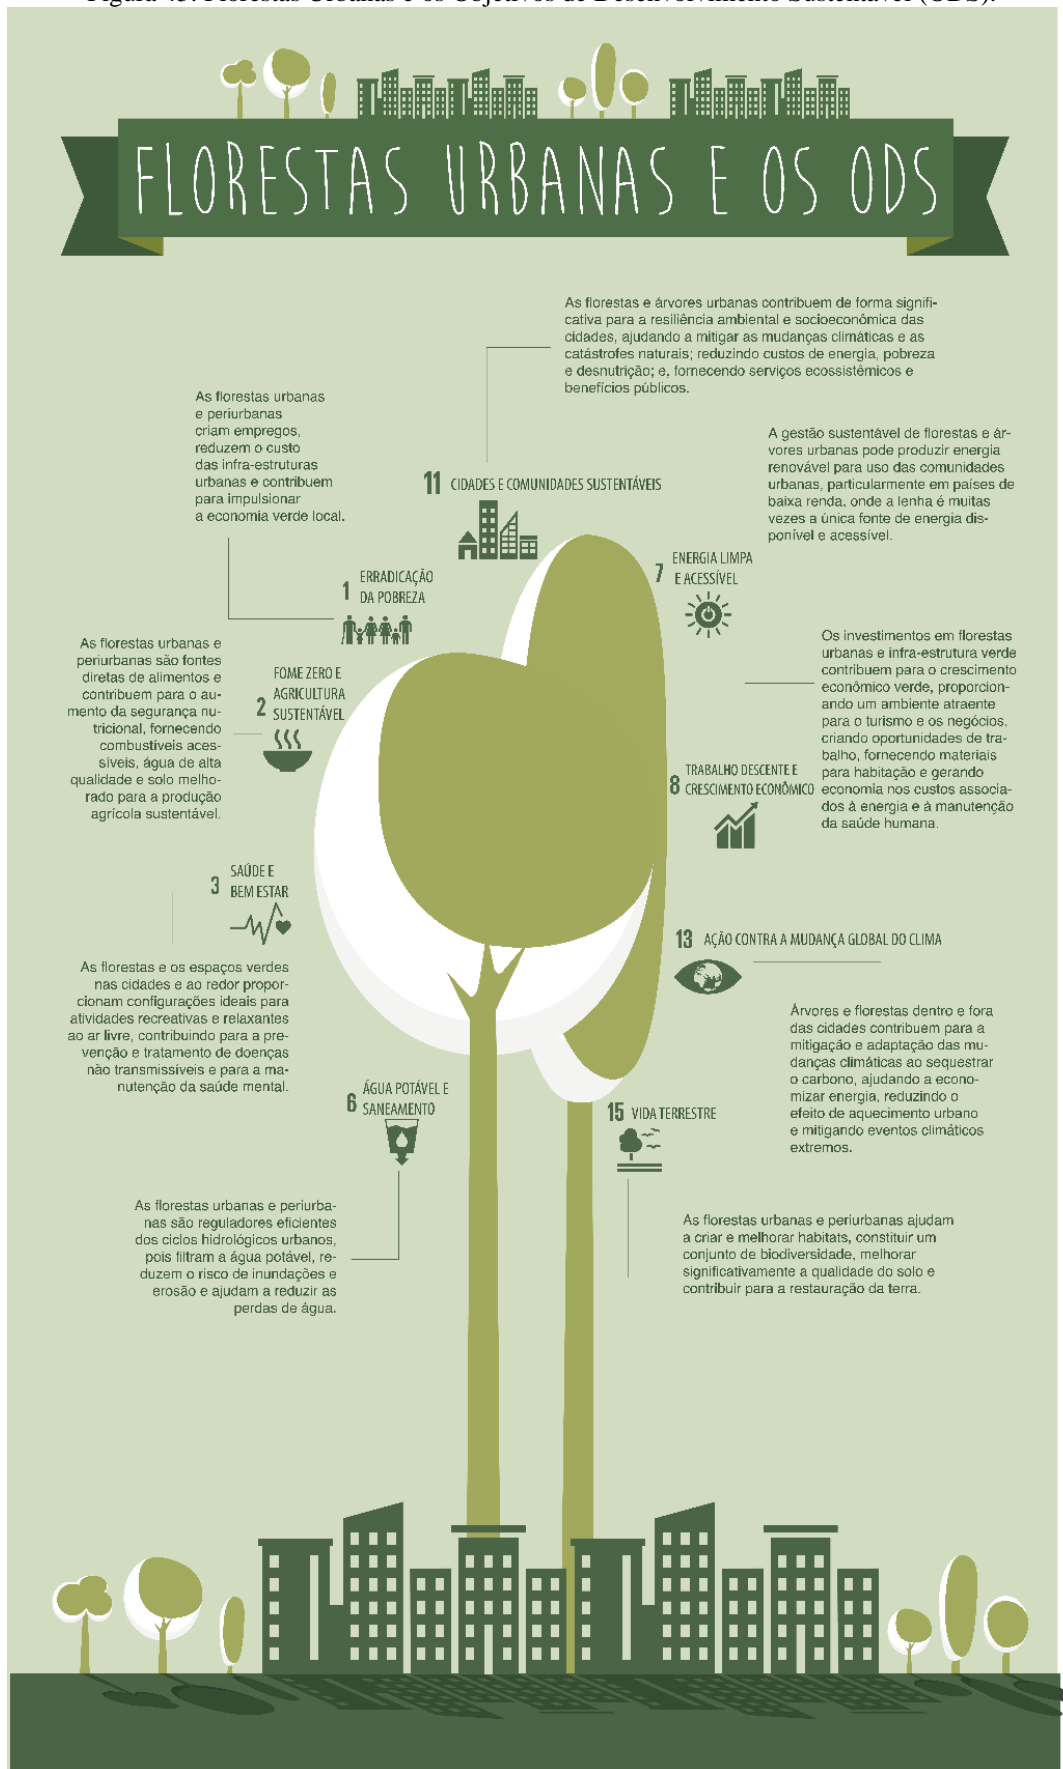 Figura 45: Florestas Urbanas e os Objetivos de Desenvolvimento Sustentável (ODS).
FLORESTAS URBANAS E OS ODS
As florestas e árvores urbanas contribuem de forma signifi-
cativa para a resiliência ambiental e socioeconômica das
cidades, ajudando a mitigar as mudanças climáticas e as
catástrofes naturais; reduzindo custos de energia, pobreza
e desnutrição; e, fornecendo serviços ecossistêmicos e
benefícios públicos.
11 CIDADES E COMUNIDADES SUSTENTÁVEIS
As florestas urbanas
e periurbanas
criam empregos,
reduzem o custo
das infra-estruturas
urbanas e contribuem
para impulsionar
a economia verde local.
1 ERRADICAÇÃO
DA POBREZA
A gestão sustentável de florestas e ár-
vores urbanas pode produzir energia
renovável para uso das comunidades
urbanas, particularmente em países de
baixa renda, onde a lenha é muitas
vezes a única fonte de energia dis-
ponível e acessível.
7 ENERGIA LIMPA
E ACESSÍVEL
As florestas urbanas e
periurbanas são fontes
diretas de alimentos e
contribuem para o au-
mento da segurança nu-
tricional, fornecendo
combustíveis aces-
síveis, água de alta
qualidade e solo melho-
rado para a produção
agrícola sustentável.
FOME ZERO E
AGRICULTURA
2 SUSTENTÁVEL
Os investimentos em florestas
urbanas e infra-estrutura verde
contribuem para o crescimento
econômico verde, proporcion-
ando um ambiente atraente
para o turismo e os negócios,
criando oportunidades de tra-
balho, fornecendo materiais
para habitação e gerando
economia nos custos associa-
dos à energia e à manutenção
da saúde humana.
TRABALHO DESCENTE E
8 CRESCIMENTO ECONÔMICO
SAÚDE E
3 BEM ESTAR
As florestas e os espaços verdes
nas cidades e ao redor propor-
cionam configurações ideais para
atividades recreativas e relaxantes
ao ar livre, contribuindo para a pre-
venção e tratamento de doenças
não transmissíveis e para a ma-
nutenção da saúde mental.
13 AÇÃO CONTRA A MUDANÇA GLOBAL DO CLIMA
Árvores e florestas dentro e fora
das cidades contribuem para a
mitigação e adaptação das mu-
danças climáticas ao sequestrar
o carbono, ajudando a econo-
mizar energia, reduzindo o
efeito de aquecimento urbano
e mitigando eventos climáticos
extremos.
ÁGUA POTÁVEL E
6 SANEAMENTO
As florestas urbanas e periurba-
nas são reguladores eficientes
dos ciclos hidrológicos urbanos,
pois filtram a água potável, re-
duzem o risco de inundações e
erosão e ajudam a reduzir as
perdas de água.
15 VIDA TERRESTRE
As florestas urbanas e periurbanas ajudam
a criar e melhorar habitats, constituir um
conjunto de biodiversidade, melhorar
significativamente a qualidade do solo e
contribuir para a restauração da terra.